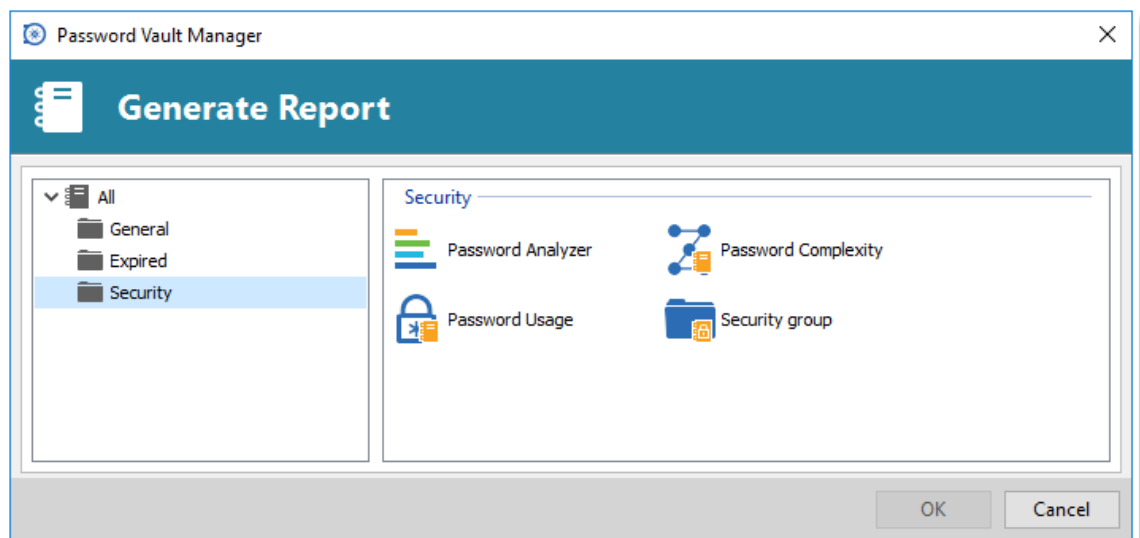 Password Vault Manager
Generate Report
All
General
Expired
Security
Security
Password Analyzer
Password Complexity
Password Usage
Security group
OK
Cancel